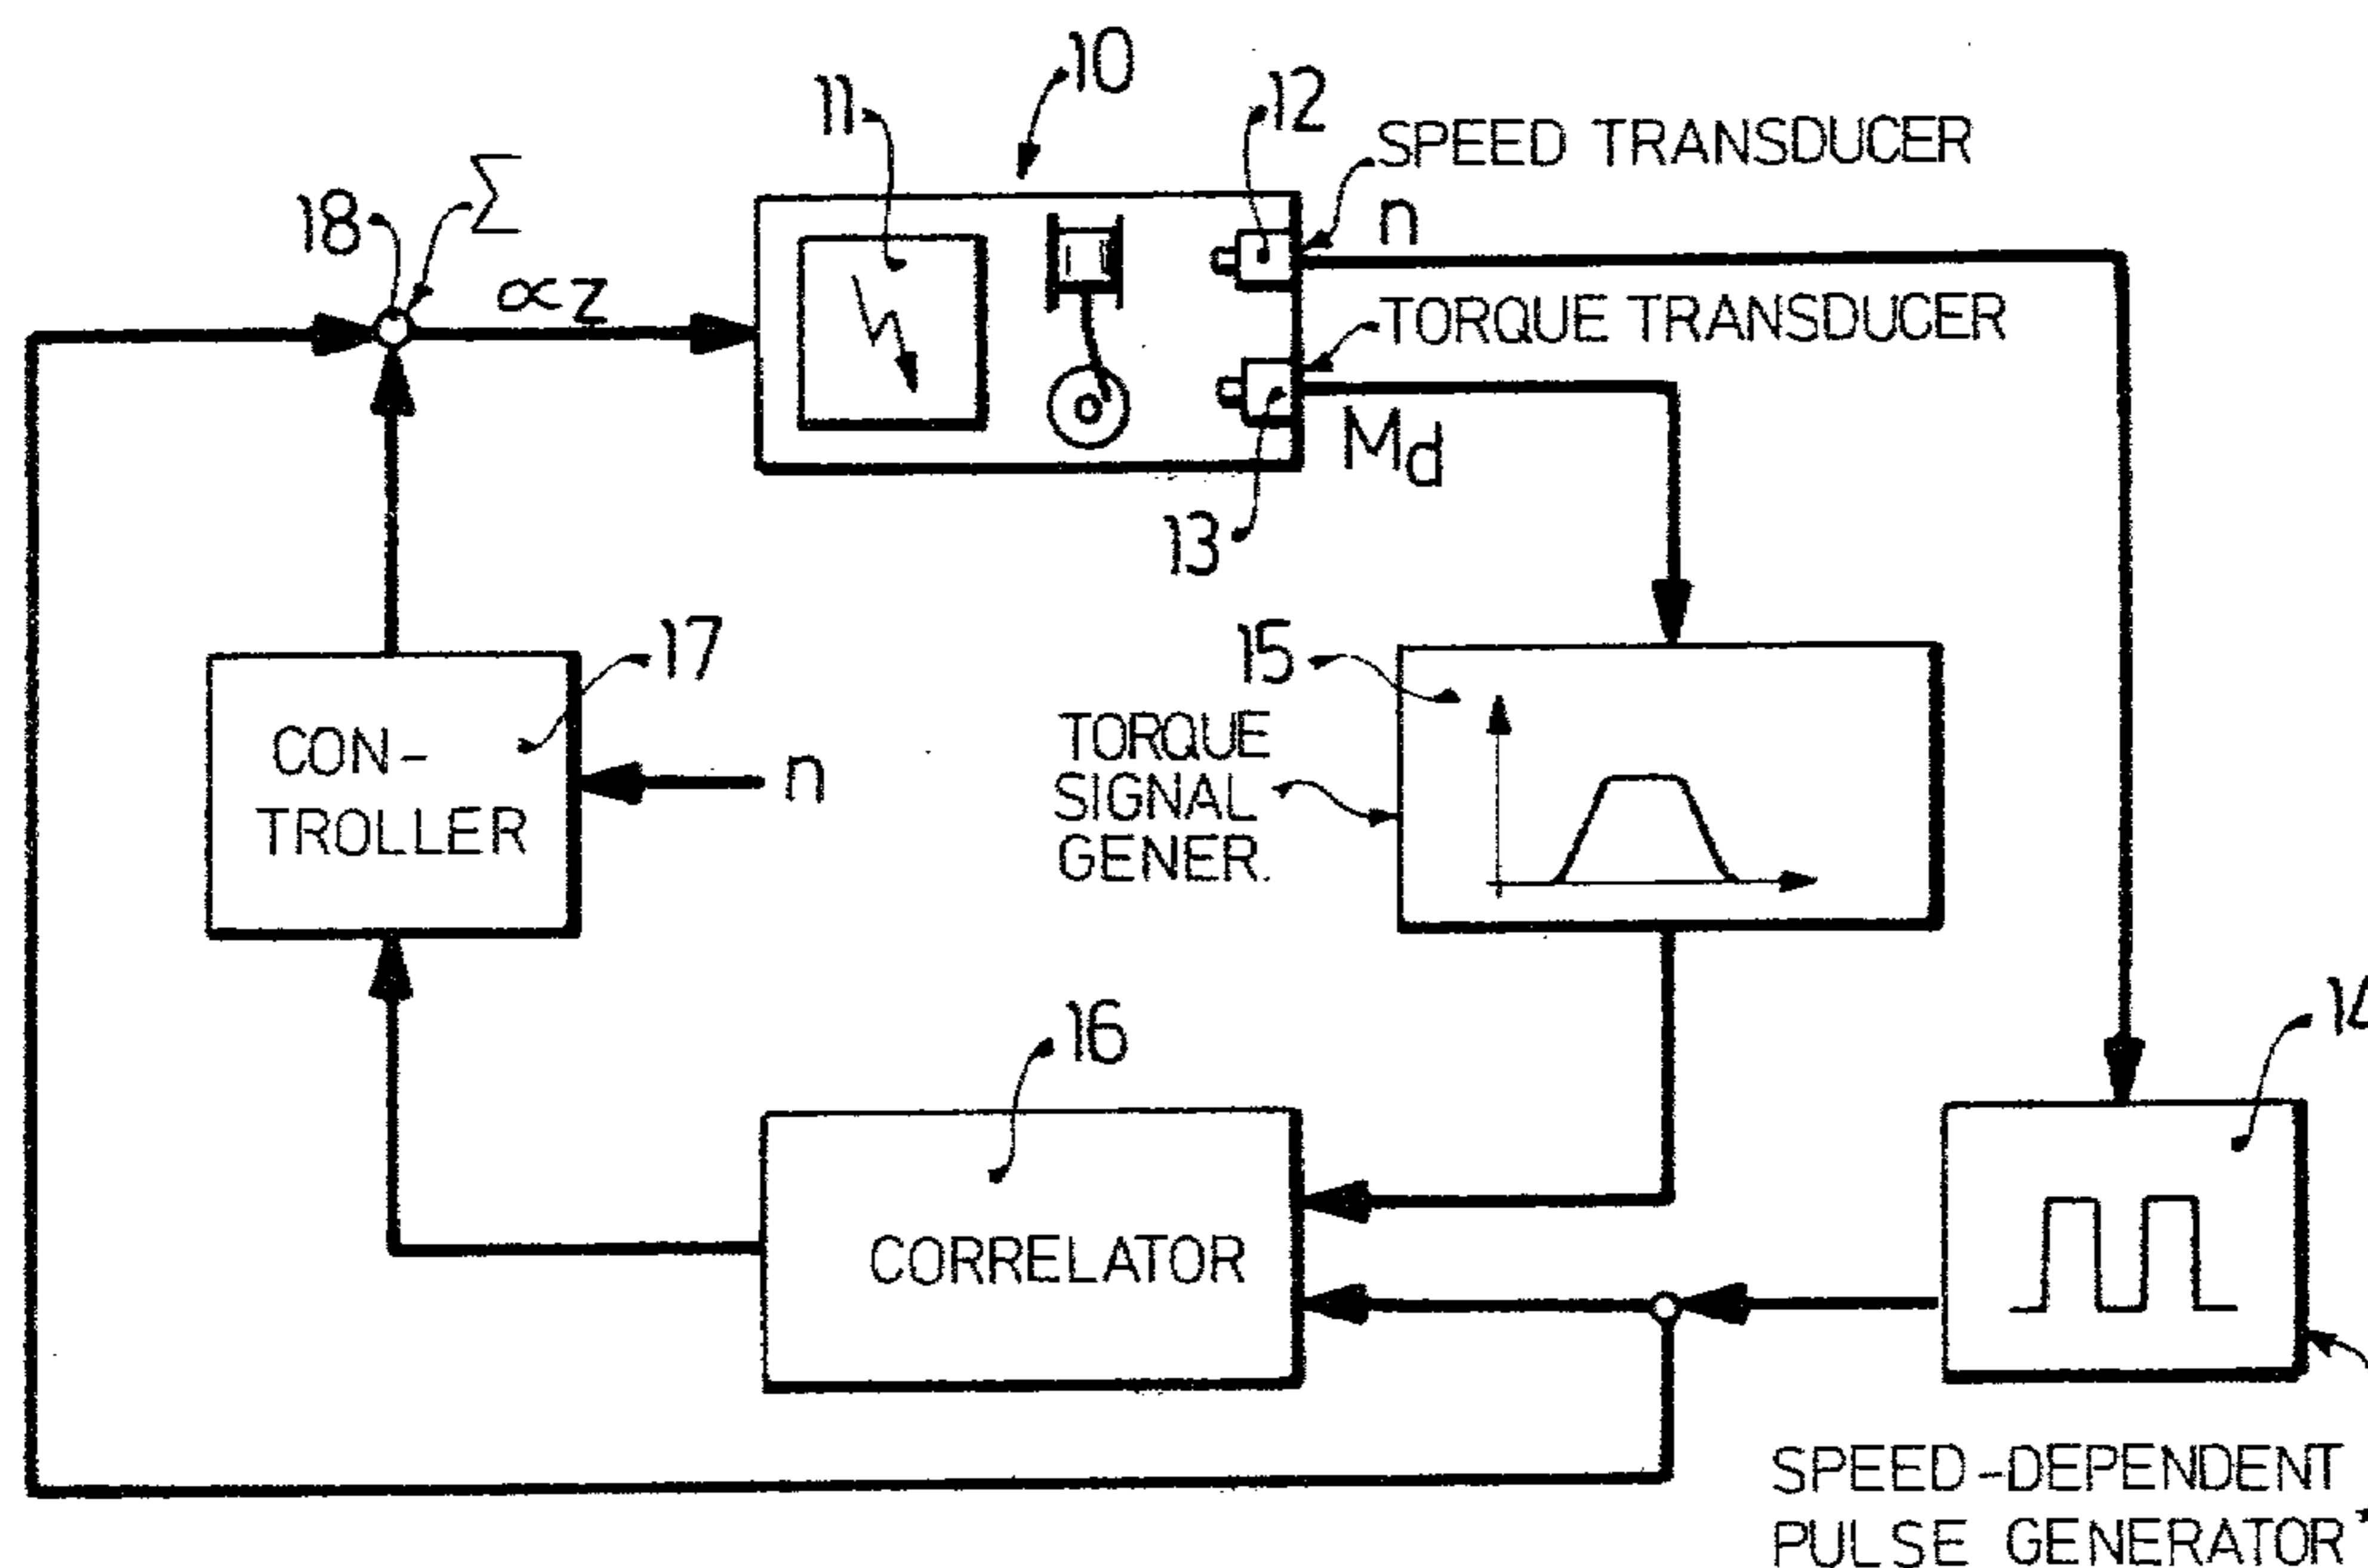 10
11
12
SPEED TRANSDUCER
n
18
Σ
∝z
TORQUE TRANSDUCER
Md
13
17
15
CON-
TROLLER
n
TORQUE
SIGNAL
GENER.
16
14
CORRELATOR
SPEED-DEPENDENT
PULSE GENERATOR